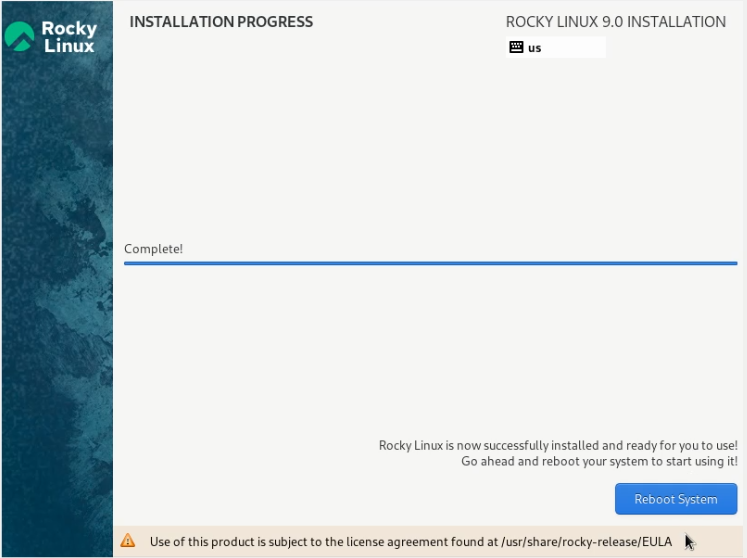 Rocky
Linux
INSTALLATION PROGRESS
ROCKY LINUX 9.0 INSTALLATION
us
Complete!
Rocky Linux is now successfully installed and ready for you to use!
Go ahead and reboot your system to start using it!
Reboot System
Use of this product is subject to the license agreement found at /usr/share/rocky-release/EULA